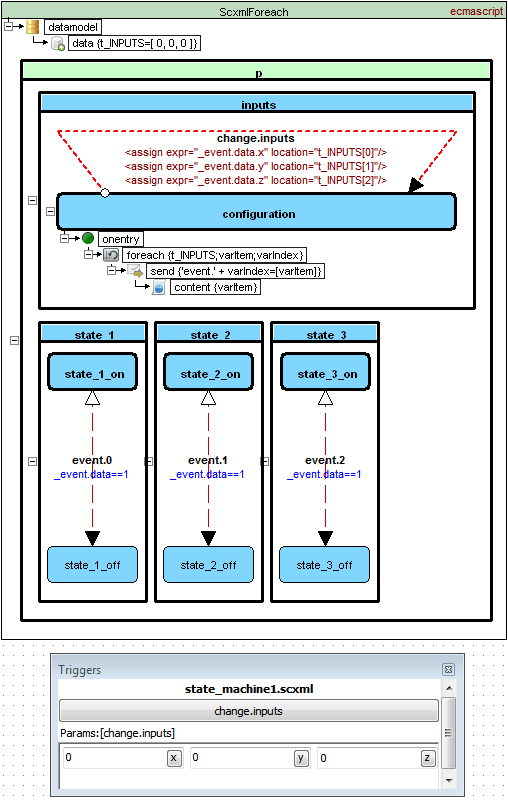 ScxmlForeach
ecmascript
datamodel
data {t_INPUTS=[ 0, 0, 0 ]}
p
inputs
change.inputs
<assign expr="_event.data.x" location="t_INPUTS[0]"/>
<assign expr="_event.data.y" location="t_INPUTS[1]"/>
<assign expr="_event.data.z" location="t_INPUTS[2]"/>
configuration
onentry
foreach {t_INPUTS;varItem;varIndex}
send {'event.' + varIndex=[varItem]}
content {varItem}
state_1 state_2 state_3
state_1_on state_2_on state_3_on
event.0 event.1 event.2
_event.data==1 _event.data==1 _event.data==1
state_1_off state_2_off state_3_off
Triggers
state_machine1.scxml
change.inputs
Params:[change.inputs]
0 x 0 y 0 z